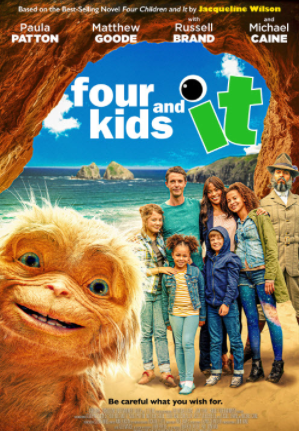 Based on the Best-Selling Novel Four Children and It by Jacqueline Wilson
Paula PATTON
Matthew GOODE
with Russell BRAND
and Michael CAINE
four and
kids it
Be careful what you wish for.